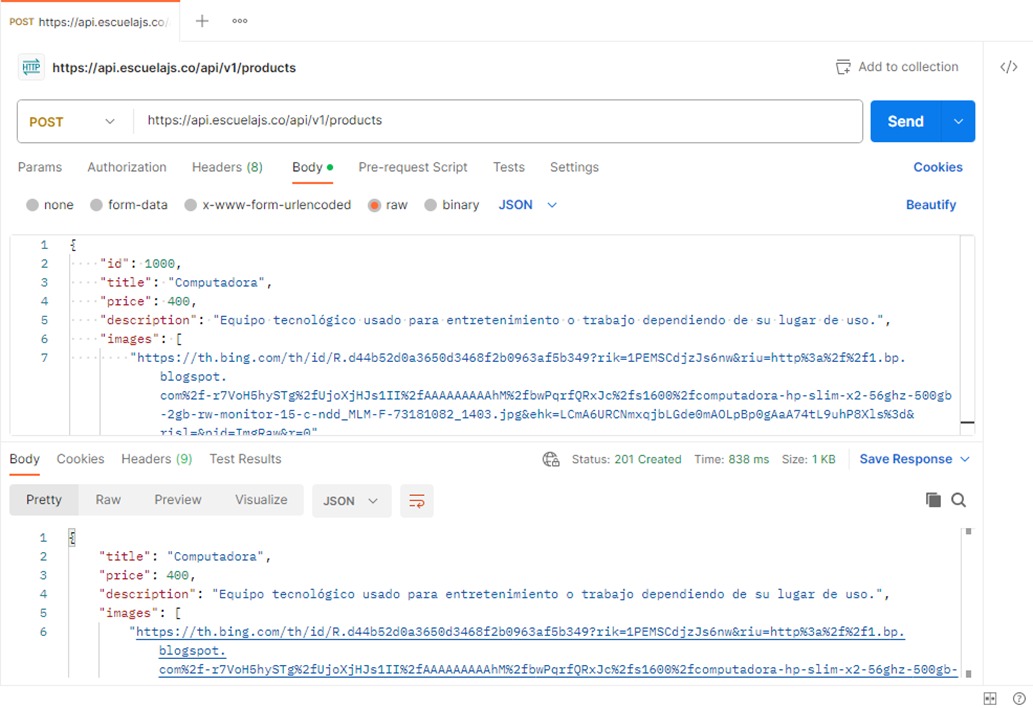 POST https://api.escuelajs.co/
https://api.escuelajs.co/api/v1/products
Add to collection
POST https://api.escuelajs.co/api/v1/products Send
Params Authorization Headers (8) Body Pre-request Script Tests Settings Cookies
none form-data x-www-form-urlencoded raw binary JSON Beautify
1 {
2 "id": 1000,
3 "title": "Computadora",
4 "price": 400,
5 "description": "Equipo tecnológico usado para entretenimiento o trabajo dependiendo de su lugar de uso.",
6 "images": [
7 "https://th.bing.com/th/id/R.d44b52d0a3650d3468f2b0963af5b349?rik=1PEMSCdjzJs6nw&riu=http%3a%2f%2f1.bp.
blogspot.
com%2f-r7VoH5hySTg%2fUjoXjHJs1II%2fAAAAAAAAAhM%2fbwPqrfQRxJc%2fs1600%2fcomputadora-hp-slim-x2-56ghz-500gb
-2gb-rw-monitor-15-c-ndd_MLM-F-73181082_1403.jpg&ehk=LCmA6URCNmxqjbLGde0mAOLpBp0gAaA74tL9uhP8Xls%3d&
risl=&pid=ImgRaw&r=0"
Body Cookies Headers (9) Test Results Status: 201 Created Time: 838 ms Size: 1 KB Save Response
Pretty Raw Preview Visualize JSON
1 {
2 "title": "Computadora",
3 "price": 400,
4 "description": "Equipo tecnológico usado para entretenimiento o trabajo dependiendo de su lugar de uso.",
5 "images": [
6 "https://th.bing.com/th/id/R.d44b52d0a3650d3468f2b0963af5b349?rik=1PEMSCdjzJs6nw&riu=http%3a%2f%2f1.bp.
blogspot.
com%2f-r7VoH5hySTg%2fUjoXjHJs1II%2fAAAAAAAAAhM%2fbwPqrfQRxJc%2fs1600%2fcomputadora-hp-slim-x2-56ghz-500gb-